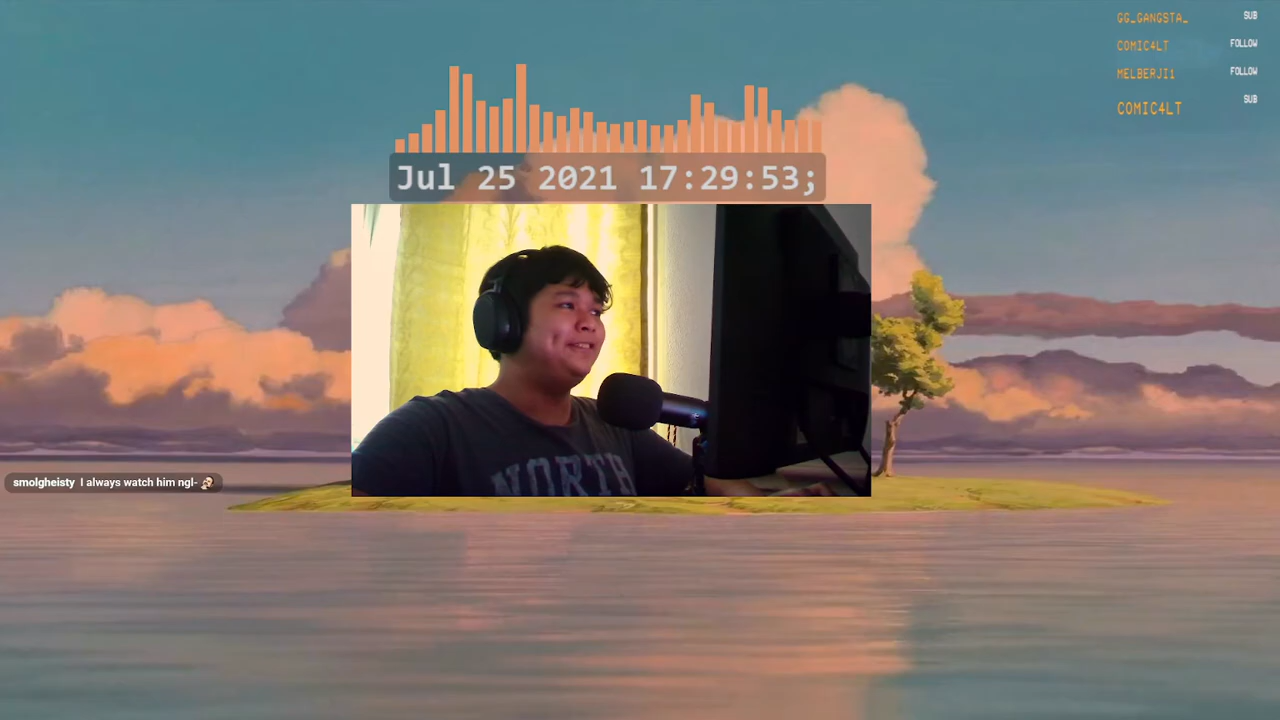 GG_GANGSTA_ SUB
COMIC4LT FOLLOW
MELBERJI1 FOLLOW
COMIC4LT SUB
Jul 25 2021 17:29:53;
NORTH
smolgheisty I always watch him ngl-